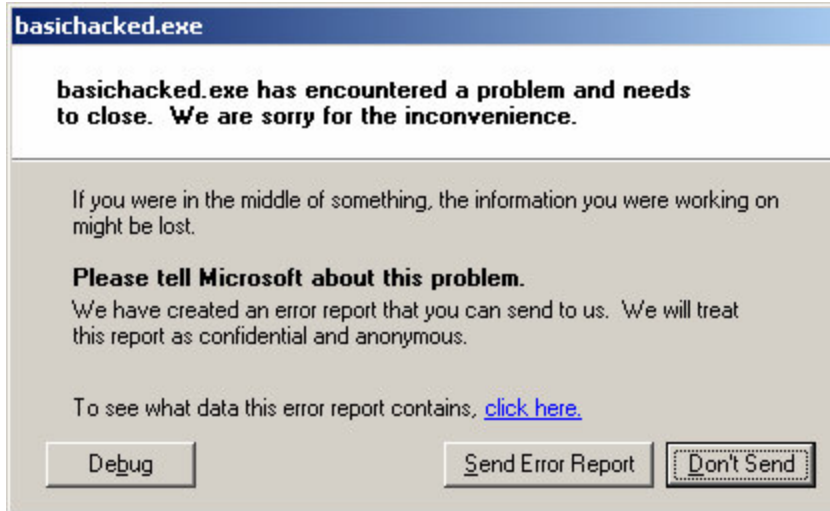 basichacked.exe
basichacked.exe has encountered a problem and needs
to close. We are sorry for the inconvenience.
If you were in the middle of something, the information you were working on
might be lost.
Please tell Microsoft about this problem.
We have created an error report that you can send to us. We will treat
this report as confidential and anonymous.
To see what data this error report contains, click here.
Debug
Send Error Report
Don't Send